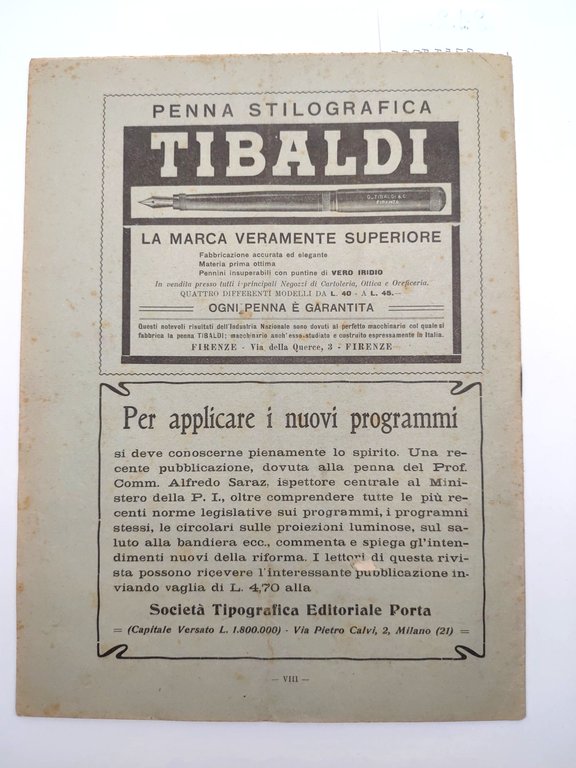 PENNA STILOGRAFICA
TIBALDI
G. TIBALDI & C.
FIRENZE
LA MARCA VERAMENTE SUPERIORE
Fabbricazione accurata ed elegante
Materia prima ottima
Pennini insuperabili con puntine di VERO IRIDIO
In vendita presso tutti i principali Negozi di Cartoleria, Ottica e Oreficeria.
QUATTRO DIFFERENTI MODELLI DA L. 40 - A L. 45.—
OGNI PENNA È GARANTITA
Questi notevoli risultati dell'Industria Nazionale sono dovuti al perfetto macchinario col quale si
fabbrica la penna TIBALDI; macchinario anch'esso studiato e costruito espressamente in Italia.
FIRENZE - Via della Querce, 3 - FIRENZE
Per applicare i nuovi programmi
si deve conoscerne pienamente lo spirito. Una re-
cente pubblicazione, dovuta alla penna del Prof.
Comm. Alfredo Saraz, ispettore centrale al Mini-
stero della P. I., oltre comprendere tutte le più re-
centi norme legislative sui programmi, i programmi
stessi, le circolari sulle proiezioni luminose, sul sa-
luto alla bandiera ecc., commenta e spiega gl'inten-
dimenti nuovi della riforma. I lettori di questa rivi-
sta possono ricevere l'interessante pubblicazione in-
viando vaglia di L. 4,70 alla
Società Tipografica Editoriale Porta
= (Capitale Versato L. 1.800.000) - Via Pietro Calvi, 2, Milano (21) =
— VIII —